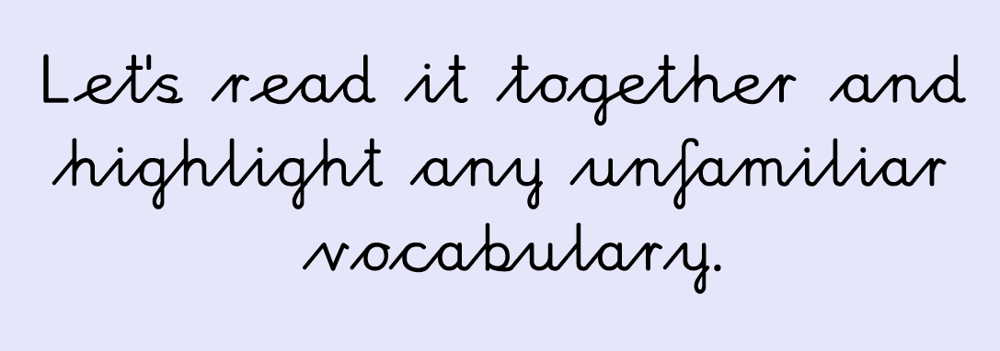 Let's read it together and
highlight any unfamiliar
vocabulary.